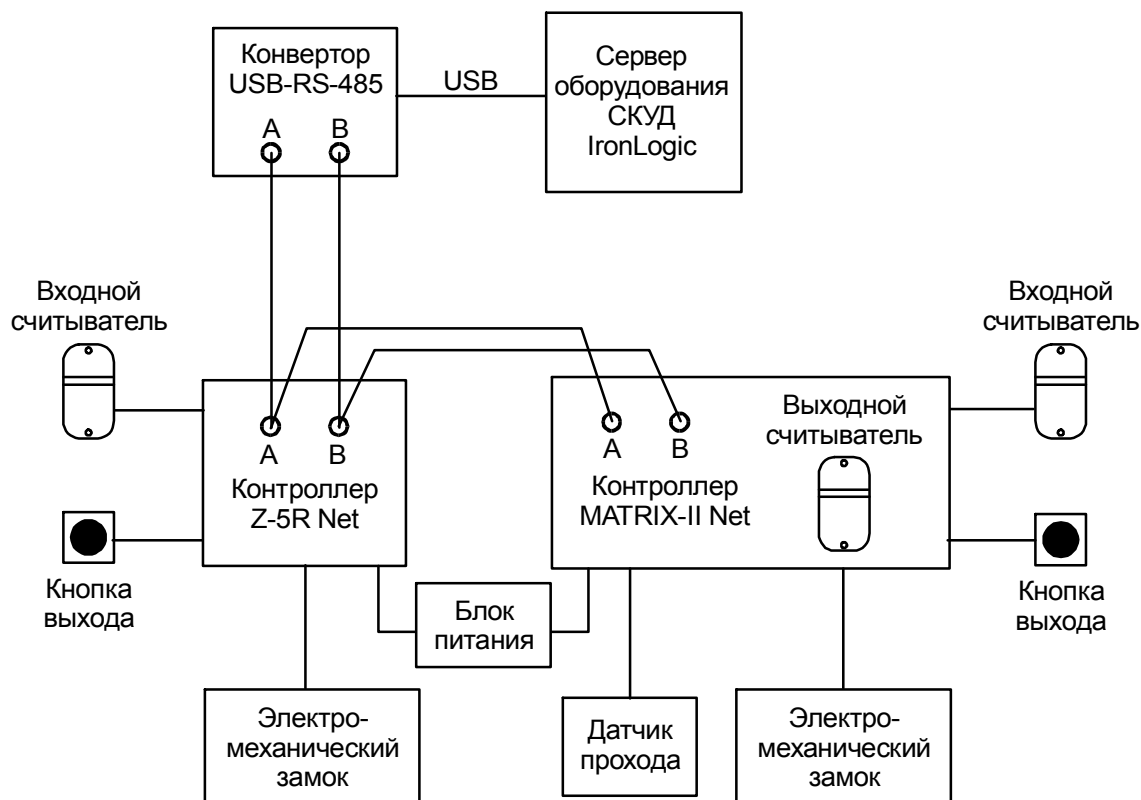 Конвертор
USB-RS-485
A
B
USB
Сервер
оборудования
СКУД
IronLogic
Входной
считыватель
Входной
считыватель
A
B
Контроллер
Z-5R Net
A
B
Контроллер
MATRIX-II Net
Выходной
считыватель
Кнопка
выхода
Блок
питания
Кнопка
выхода
Электро-
механический
замок
Датчик
прохода
Электро-
механический
замок